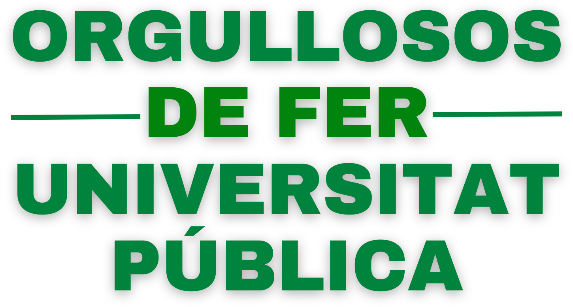 ORGULLOSOS
DE FER
UNIVERSITAT
PÚBLICA